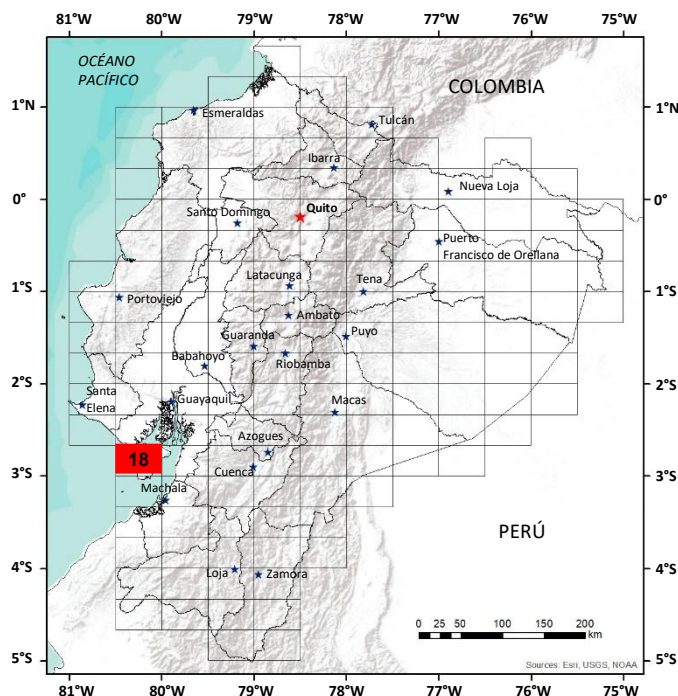 81°W 80°W 79°W 78°W 77°W 76°W 75°W
OCÉANO
PACÍFICO
COLOMBIA
1°N 1°N
Esmeraldas
Tulcán
Ibarra
Nueva Loja
0° 0°
Santo Domingo
Quito
Puerto
Francisco de Orellana
Latacunga
Tena
1°S 1°S
Portoviejo
Ambato
Guaranda
Puyo
Babahoyo
Riobamba
2°S 2°S
Santa
Elena
Guayaquil
Macas
Azogues
18
Cuenca
3°S 3°S
Machala
PERÚ
4°S 4°S
Loja
Zamora
0 25 50 100 150 200
km
Sources: Esri, USGS, NOAA
5°S 5°S
81°W 80°W 79°W 78°W 77°W 76°W 75°W